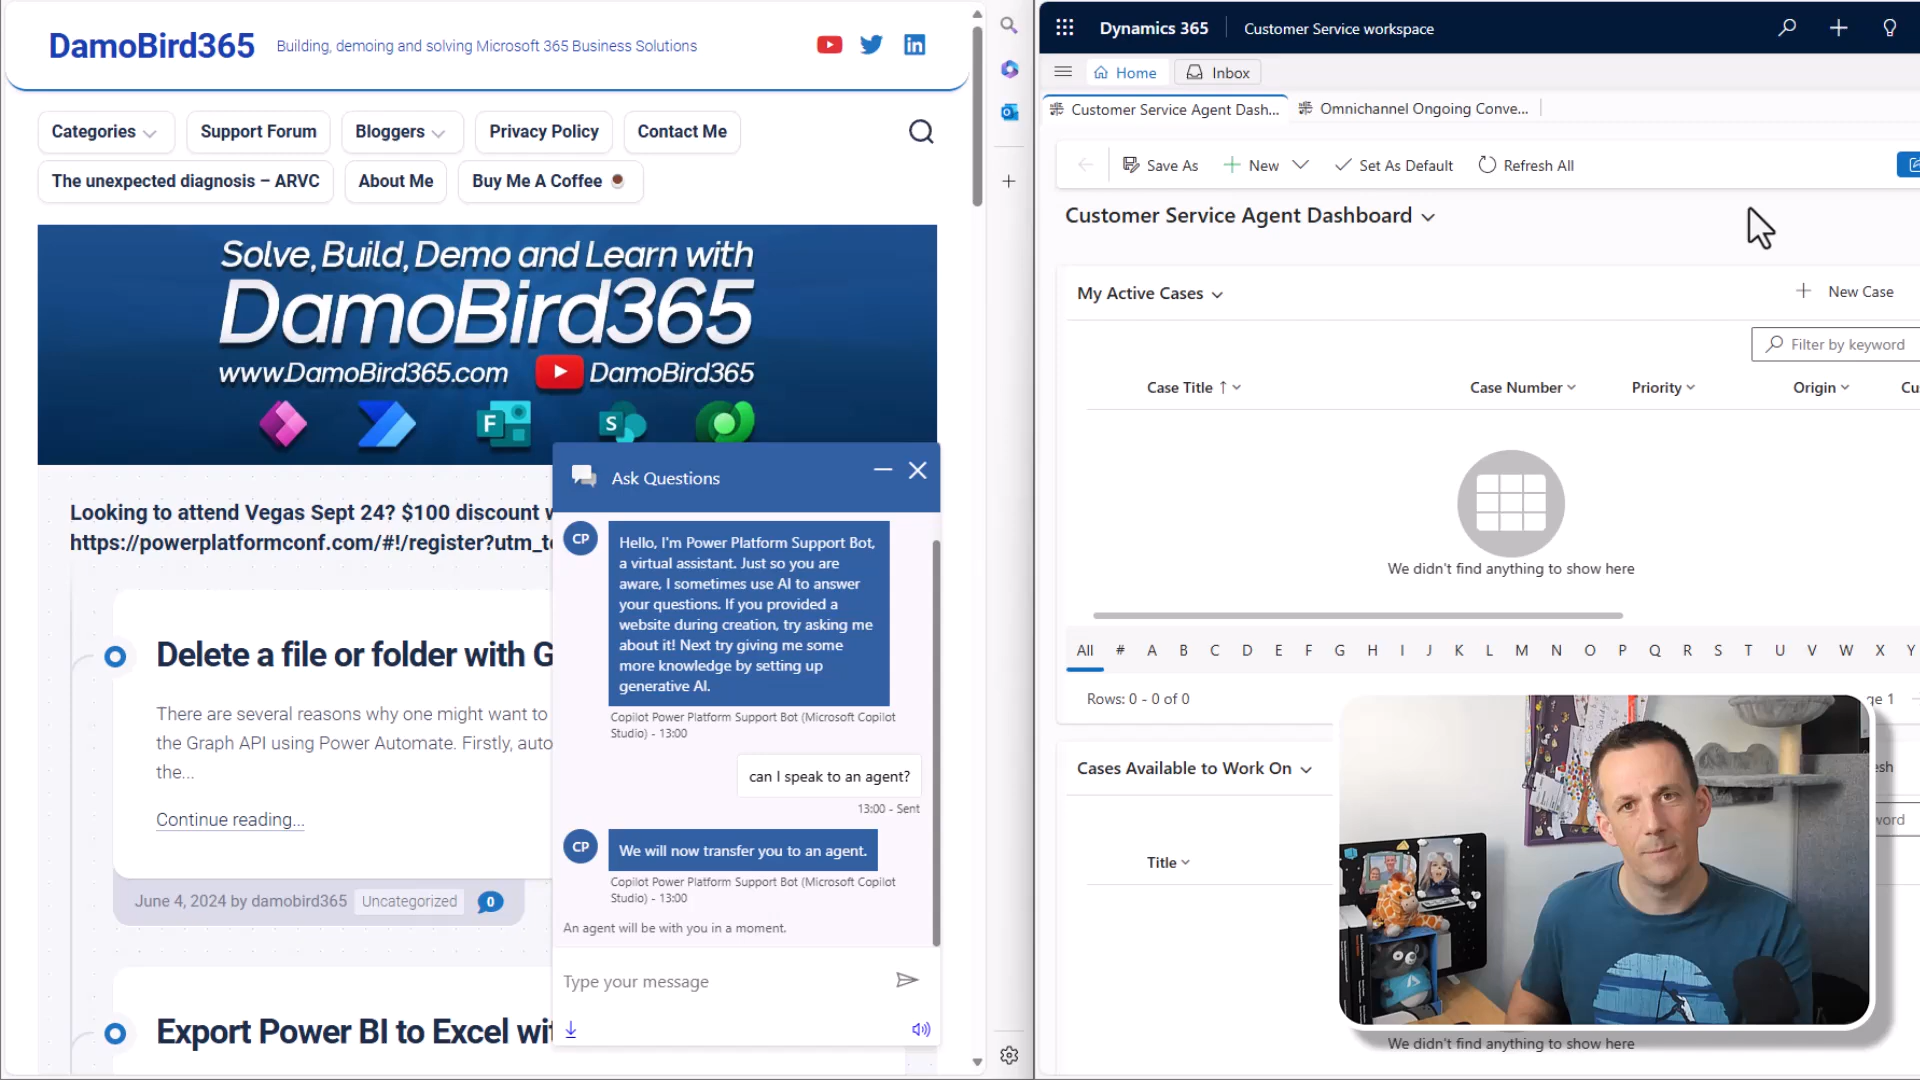 DamoBird365
Building, demoing and solving Microsoft 365 Business Solutions
Categories
Support Forum
Bloggers
Privacy Policy
Contact Me
The unexpected diagnosis – ARVC
About Me
Buy Me A Coffee
Solve, Build, Demo and Learn with
DamoBird365
www.DamoBird365.com
DamoBird365
F
S
Looking to attend Vegas Sept 24? $100 discount
https://powerplatformconf.com/#!/register?utm_
Delete a file or folder with G
There are several reasons why one might want to
the Graph API using Power Automate. Firstly, auto
the...
Continue reading...
June 4, 2024 by damobird365
Uncategorized
0
Export Power BI to Excel wi
Ask Questions
CP
Hello, I'm Power Platform Support Bot,
a virtual assistant. Just so you are
aware, I sometimes use AI to answer
your questions. If you provided a
website during creation, try asking me
about it! Next try giving me some
more knowledge by setting up
generative AI.
Copilot Power Platform Support Bot (Microsoft Copilot
Studio) - 13:00
can I speak to an agent?
13:00 - Sent
CP
We will now transfer you to an agent.
Copilot Power Platform Support Bot (Microsoft Copilot
Studio) - 13:00
An agent will be with you in a moment.
Type your message
Dynamics 365
Customer Service workspace
Home
Inbox
Customer Service Agent Dash...
Omnichannel Ongoing Conve...
Save As
New
Set As Default
Refresh All
Customer Service Agent Dashboard
My Active Cases
New Case
Filter by keyword
Case Title
Case Number
Priority
Origin
Cu
We didn't find anything to show here
All # A B C D E F G H I J K L M N O P Q R S T U V W X Y
Rows: 0 - 0 of 0
ge 1
Cases Available to Work On
esh
word
Title
We didn't find anything to show here